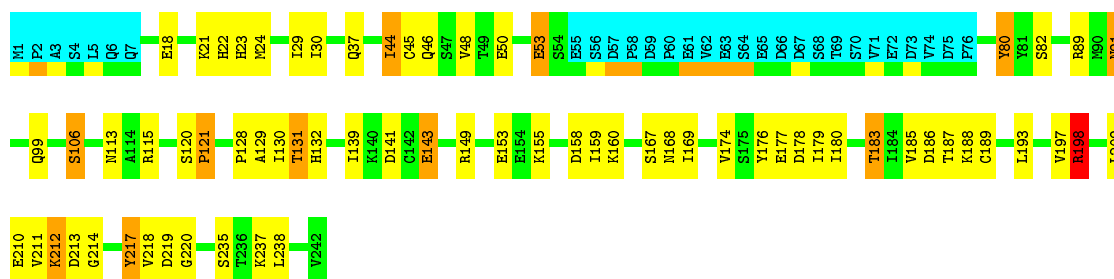 M1 P2 A3 S4 L5 Q6 Q7 E18 K21 H22 H23 M24 I29 I30 Q37 I44 C45 Q46 S47 V48 T49 E50 E53 S54 E55 S56 D57 P58 D59 P60 E61 V62 E63 S64 E65 D66 D67 S68 T69 S70 V71 E72 D73 V74 D75 P76 Y80 Y81 S82 R89 M90
Q99 S106 N113 A114 R115 S120 P121 P128 A129 I130 T131 H132 I139 K140 D141 C142 E143 R149 E153 E154 K155 D158 I159 K160 S167 N168 I169 V174 S175 Y176 E177 D178 I179 I180 T183 I184 V185 D186 T187 K188 C189 L193 V197 R198
E210 V211 K212 D213 G214 Y217 V218 D219 G220 S235 T236 K237 L238 V242